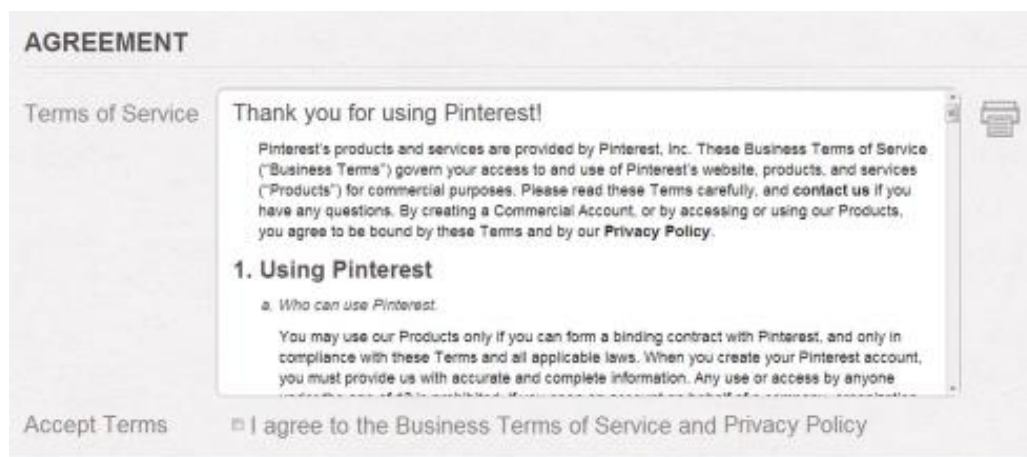 AGREEMENT
Terms of Service
Thank you for using Pinterest!
Pinterest's products and services are provided by Pinterest, Inc. These Business Terms of Service
("Business Terms") govern your access to and use of Pinterest's website, products, and services
("Products") for commercial purposes. Please read these Terms carefully, and contact us if you
have any questions. By creating a Commercial Account, or by accessing or using our Products,
you agree to be bound by these Terms and by our Privacy Policy.
1. Using Pinterest
a. Who can use Pinterest.
You may use our Products only if you can form a binding contract with Pinterest, and only in
compliance with these Terms and all applicable laws. When you create your Pinterest account,
you must provide us with accurate and complete information. Any use or access by anyone
Accept Terms
I agree to the Business Terms of Service and Privacy Policy